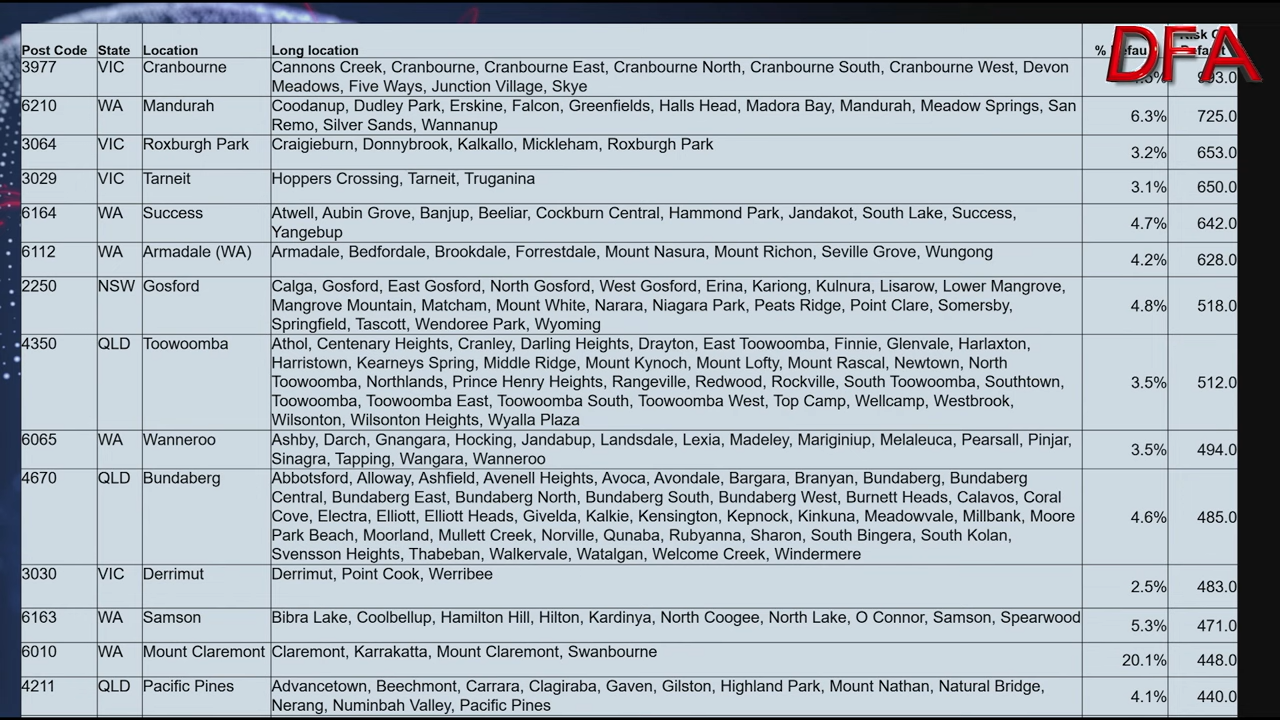 DFA
Post Code State Location Long location %
3977 VIC Cranbourne Cannons Creek, Cranbourne, Cranbourne East, Cranbourne North, Cranbourne South, Cranbourne West, Devon
Meadows, Five Ways, Junction Village, Skye
6210 WA Mandurah Coodanup, Dudley Park, Erskine, Falcon, Greenfields, Halls Head, Madora Bay, Mandurah, Meadow Springs, San
Remo, Silver Sands, Wannanup 6.3% 725.0
3064 VIC Roxburgh Park Craigieburn, Donnybrook, Kalkallo, Mickleham, Roxburgh Park 3.2% 653.0
3029 VIC Tarneit Hoppers Crossing, Tarneit, Truganina 3.1% 650.0
6164 WA Success Atwell, Aubin Grove, Banjup, Beeliar, Cockburn Central, Hammond Park, Jandakot, South Lake, Success,
Yangebup 4.7% 642.0
6112 WA Armadale (WA) Armadale, Bedfordale, Brookdale, Forrestdale, Mount Nasura, Mount Richon, Seville Grove, Wungong 4.2% 628.0
2250 NSW Gosford Calga, Gosford, East Gosford, North Gosford, West Gosford, Erina, Kariong, Kulnura, Lisarow, Lower Mangrove,
Mangrove Mountain, Matcham, Mount White, Narara, Niagara Park, Peats Ridge, Point Clare, Somersby, 4.8% 518.0
Springfield, Tascott, Wendoree Park, Wyoming
4350 QLD Toowoomba Athol, Centenary Heights, Cranley, Darling Heights, Drayton, East Toowoomba, Finnie, Glenvale, Harlaxton,
Harristown, Kearneys Spring, Middle Ridge, Mount Kynoch, Mount Lofty, Mount Rascal, Newtown, North
Toowoomba, Northlands, Prince Henry Heights, Rangeville, Redwood, Rockville, South Toowoomba, Southtown, 3.5% 512.0
Toowoomba, Toowoomba East, Toowoomba South, Toowoomba West, Top Camp, Wellcamp, Westbrook,
Wilsonton, Wilsonton Heights, Wyalla Plaza
6065 WA Wanneroo Ashby, Darch, Gnangara, Hocking, Jandabup, Landsdale, Lexia, Madeley, Mariginiup, Melaleuca, Pearsall, Pinjar,
Sinagra, Tapping, Wangara, Wanneroo 3.5% 494.0
4670 QLD Bundaberg Abbotsford, Alloway, Ashfield, Avenell Heights, Avoca, Avondale, Bargara, Branyan, Bundaberg, Bundaberg
Central, Bundaberg East, Bundaberg North, Bundaberg South, Bundaberg West, Burnett Heads, Calavos, Coral
Cove, Electra, Elliott, Elliott Heads, Givelda, Kalkie, Kensington, Kepnock, Kinkuna, Meadowvale, Millbank, Moore 4.6% 485.0
Park Beach, Moorland, Mullett Creek, Norville, Qunaba, Rubyanna, Sharon, South Bingera, South Kolan,
Svensson Heights, Thabeban, Walkervale, Watalgan, Welcome Creek, Windermere
3030 VIC Derrimut Derrimut, Point Cook, Werribee 2.5% 483.0
6163 WA Samson Bibra Lake, Coolbellup, Hamilton Hill, Hilton, Kardinya, North Coogee, North Lake, O Connor, Samson, Spearwood 5.3% 471.0
6010 WA Mount Claremont Claremont, Karrakatta, Mount Claremont, Swanbourne 20.1% 448.0
4211 QLD Pacific Pines Advancetown, Beechmont, Carrara, Clagiraba, Gaven, Gilston, Highland Park, Mount Nathan, Natural Bridge,
Nerang, Numinbah Valley, Pacific Pines 4.1% 440.0